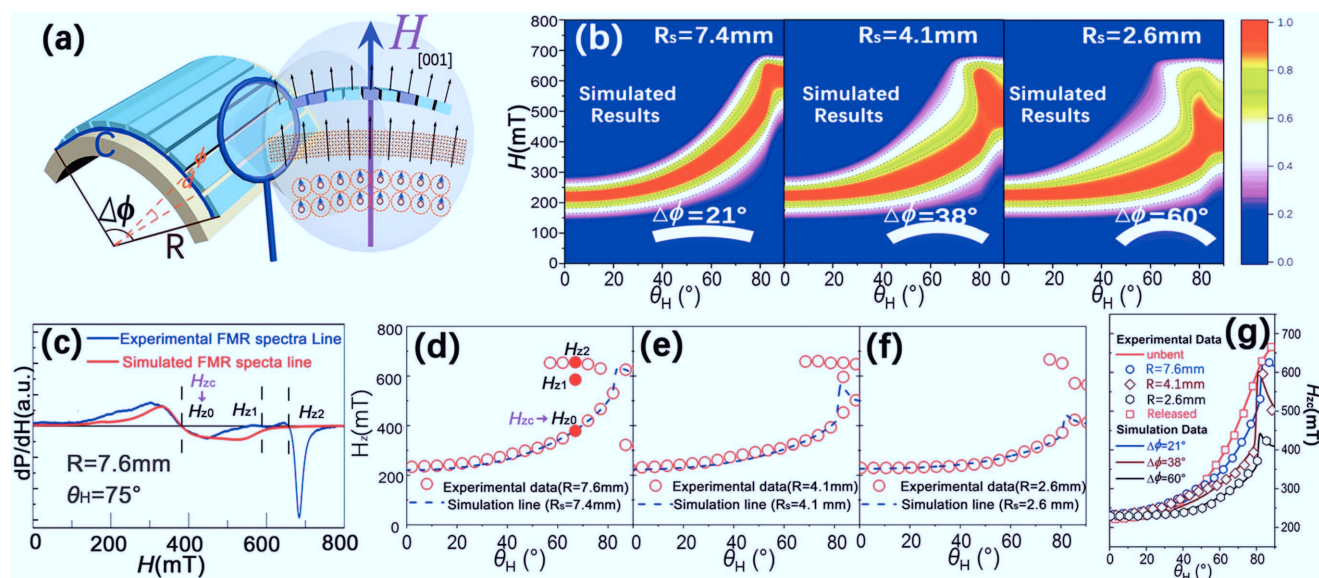 (a)
H
[001]
C
ϕ
d
Δϕ
R
(b)
Rs=7.4mm
Rs=4.1mm
Rs=2.6mm
Simulated
Results
Simulated
Results
Simulated
Results
△ϕ=21°
△ϕ=38°
△ϕ=60°
H(mT)
800
700
600
500
400
300
200
100
0
0 20 40 60 80
0 20 40 60 80
0 20 40 60 80
θH (°)
θH (°)
θH (°)
1.0
0.8
0.6
0.4
0.2
0.0
(c)
Experimental FMR spectra Line
Simulated FMR specta line
Hzc
Hz0
Hz1
Hz2
R=7.6mm
θH=75°
dP/dH(a.u.)
0 200 400 600 800
H(mT)
(d)
Hz2
Hz1
Hzc→Hz0
Experimental data(R=7.6mm)
Simulation line (Rs=7.4mm)
Hz(mT)
800
600
400
200
0
0 20 40 60 80
θH (°)
(e)
Experimental data(R=4.1mm)
Simulation line (Rs=4.1 mm)
0 20 40 60 80
θH (°)
(f)
Experimental data(R=2.6mm)
Simulation line (Rs=2.6 mm)
0 20 40 60 80
θH (°)
(g)
Experimental Data
unbent
R=7.6mm
R=4.1mm
R=2.6mm
Released
Simulation Data
Δϕ=21°
Δϕ=38°
Δϕ=60°
700
650
600
550
500
450
400
350
300
250
200
Hzc(mT)
0 20 40 60 80
θH (°)